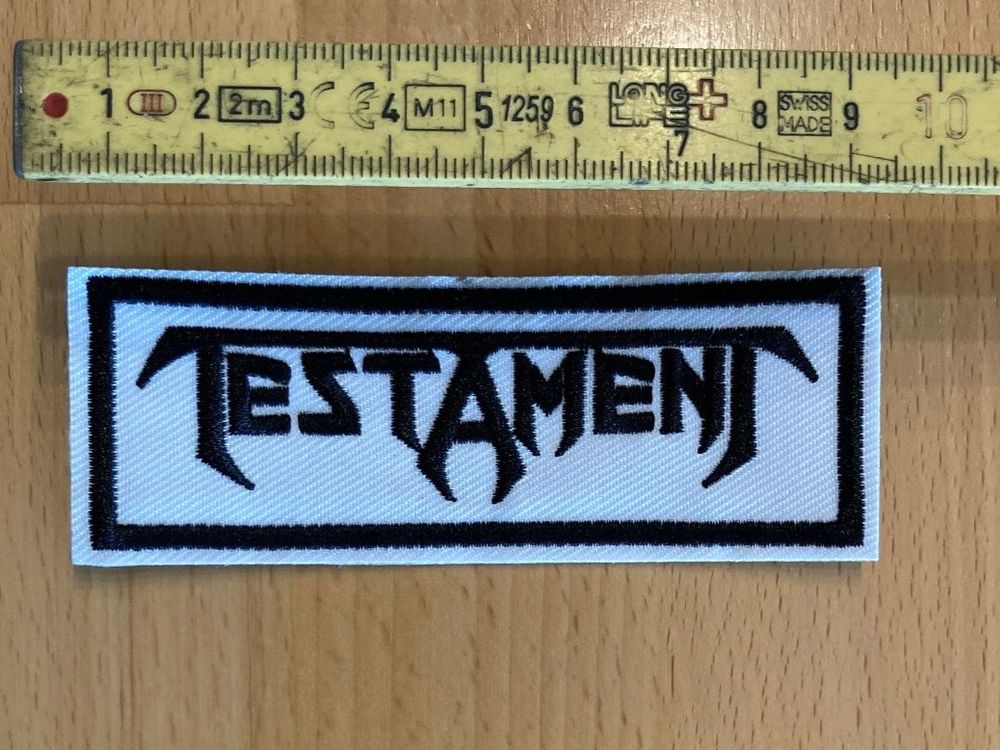 1 III 2 2m 3 CE 4 M11 5 1259 6 LONG LIFE + 7 8 SWISS MADE 9 10
TESTAMENT